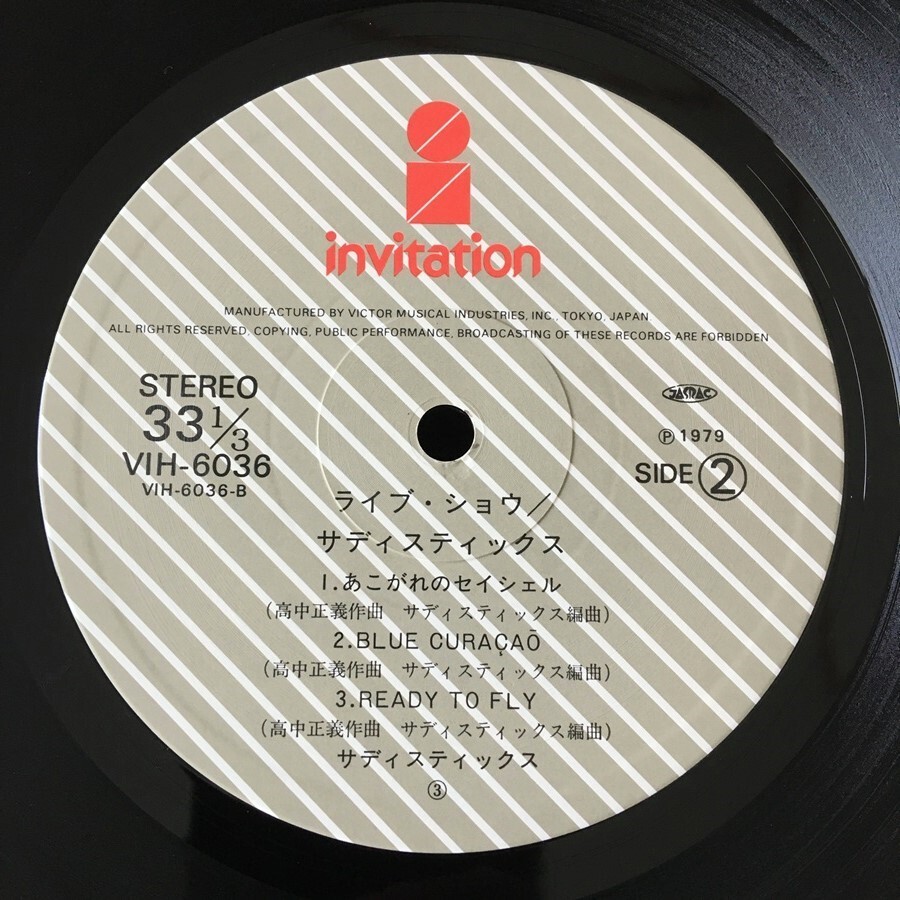 invitation
MANUFACTURED BY VICTOR MUSICAL INDUSTRIES, INC., TOKYO, JAPAN
ALL RIGHTS RESERVED, COPYING, PUBLIC PERFORMANCE, BROADCASTING OF THESE RECORDS ARE FORBIDDEN
STEREO
33 1/3
VIH-6036
VIH-6036-B
JASRAC
Ⓟ 1979
SIDE ②
ライブ・ショウ/
サディスティックス
1.あこがれのセイシェル
(高中正義作曲 サディスティックス編曲)
2.BLUE CURAÇAÕ
(高中正義作曲 サディスティックス編曲)
3.READY TO FLY
(高中正義作曲 サディスティックス編曲)
サディスティックス
③